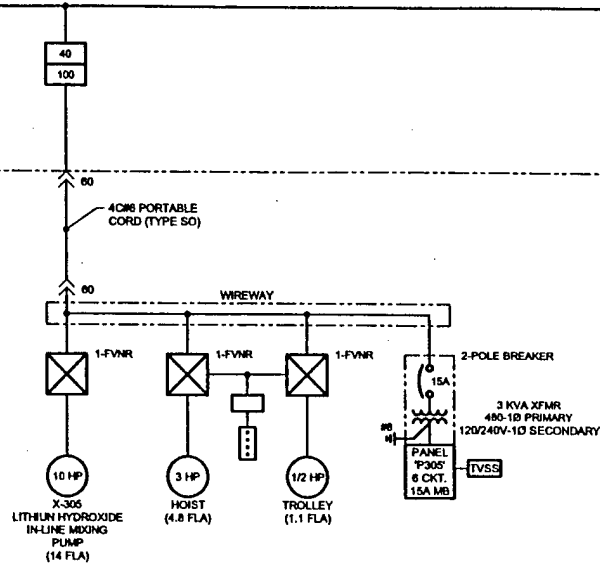 40
100
60
4C#6 PORTABLE
CORD (TYPE SO)
60
WIREWAY
1-FVNR
1-FVNR
1-FVNR
2-POLE BREAKER
15A
3 KVA XFMR
480-1Ø PRIMARY
120/240V-1Ø SECONDARY
#8
PANEL
'P305'
6 CKT.
15A MB
TVSS
10 HP
3 HP
1/2 HP
X-305
LITHIUN HYDROXIDE
IN-LINE MIXING
PUMP
(14 FLA)
HOIST
(4.8 FLA)
TROLLEY
(1.1 FLA)